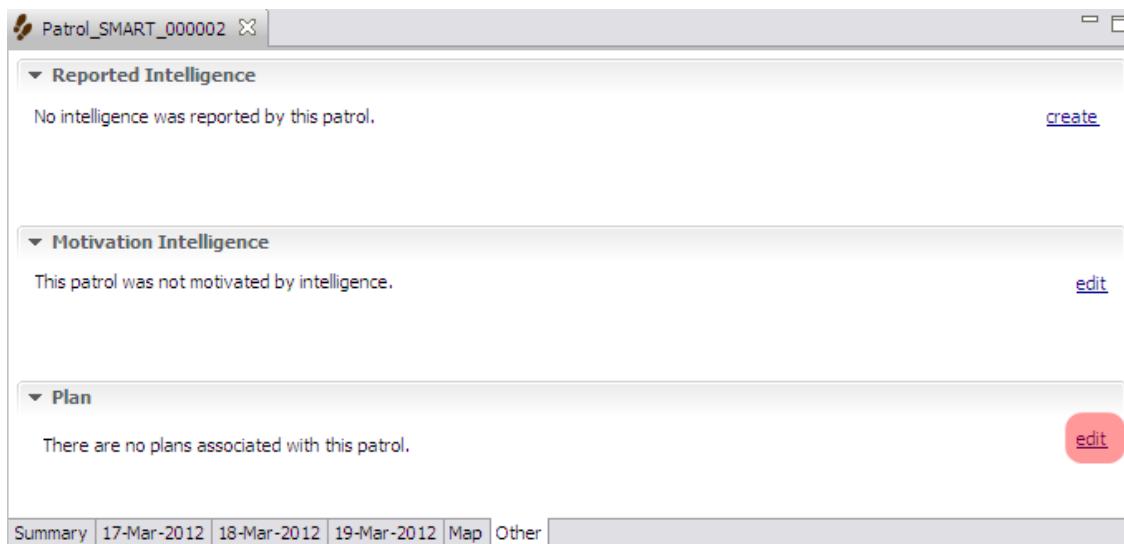 Patrol_SMART_000002
Reported Intelligence
No intelligence was reported by this patrol. create
Motivation Intelligence
This patrol was not motivated by intelligence. edit
Plan
There are no plans associated with this patrol. edit
Summary 17-Mar-2012 18-Mar-2012 19-Mar-2012 Map Other